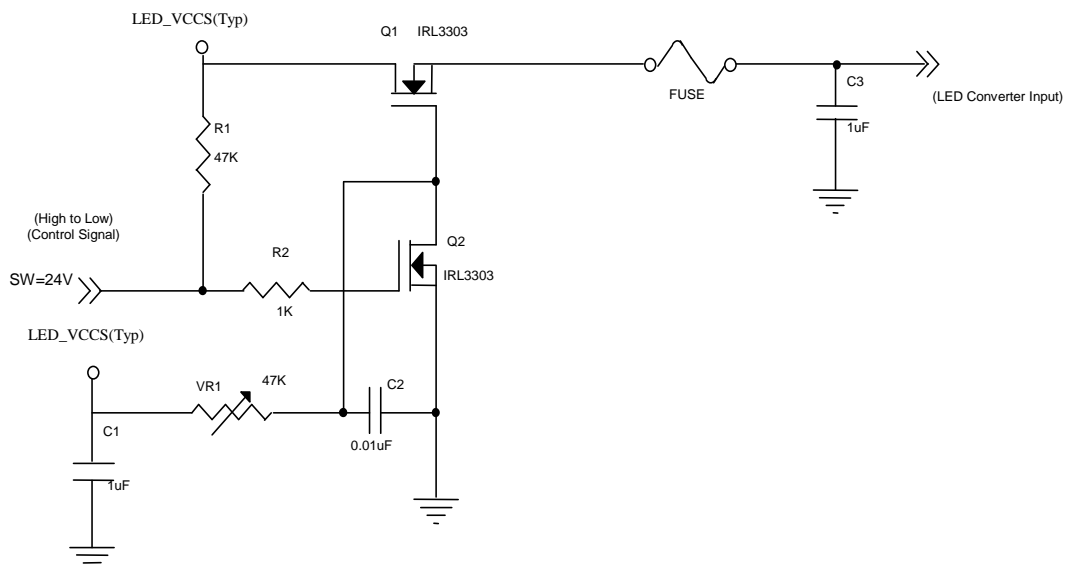 LED_VCCS(Typ)
Q1 IRL3303
FUSE
C3
1uF
(LED Converter Input)
R1
47K
(High to Low)
(Control Signal)
SW=24V
R2
1K
Q2
IRL3303
LED_VCCS(Typ)
VR1
47K
C2
0.01uF
C1
1uF